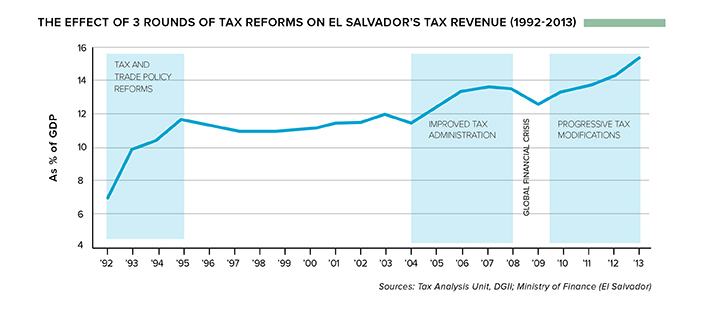 THE EFFECT OF 3 ROUNDS OF TAX REFORMS ON EL SALVADOR'S TAX REVENUE (1992-2013)
16
14
12
10
8
6
4
As % of GDP
TAX AND
TRADE POLICY
REFORMS
IMPROVED TAX
ADMINISTRATION
GLOBAL FINANCIAL CRISIS
PROGRESSIVE TAX
MODIFICATIONS
'92 '93 '94 '95 '96 '97 '98 '99 '00 '01 '02 '03 '04 '05 '06 '07 '08 '09 '10 '11 '12 '13
Sources: Tax Analysis Unit, DGII; Ministry of Finance (El Salvador)